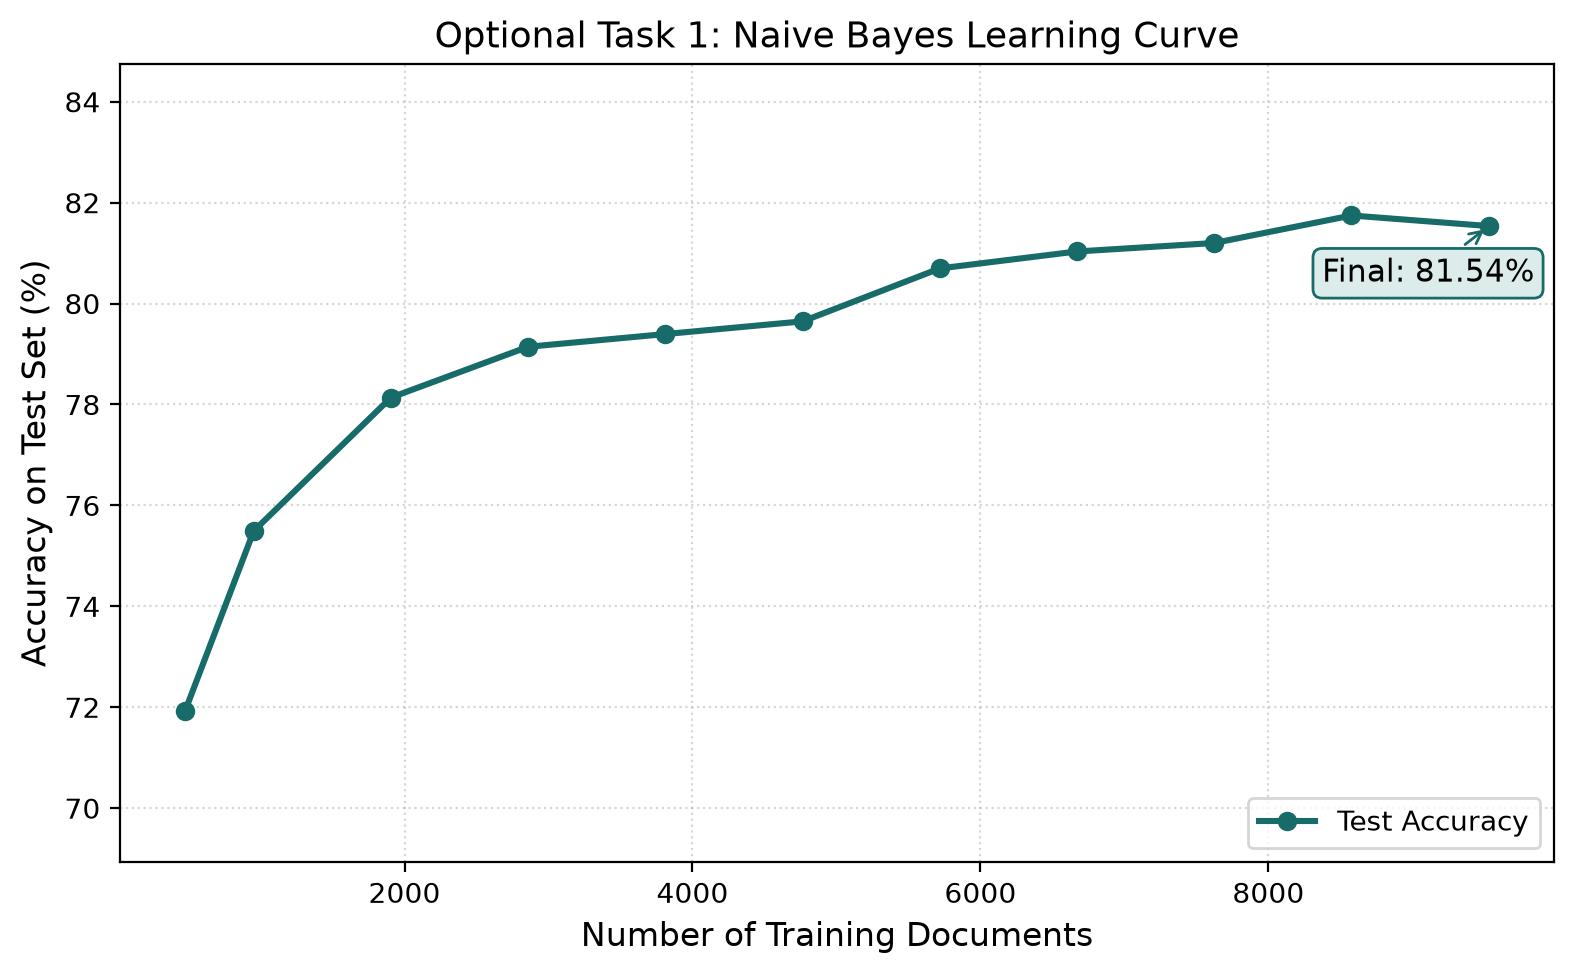 Optional Task 1: Naive Bayes Learning Curve
Accuracy on Test Set (%)
84
82
80
78
76
74
72
70
Final: 81.54%
Test Accuracy
2000
4000
6000
8000
Number of Training Documents